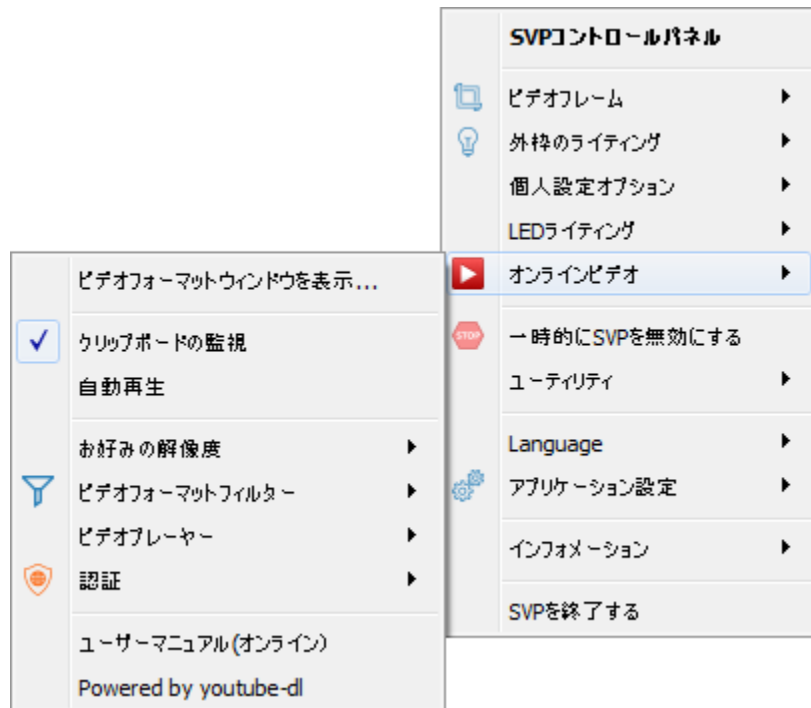 SVPコントロールパネル
ビデオフレーム
外枠のライティング
個人設定オプション
LEDライティング
オンラインビデオ
STOP
一時的にSVPを無効にする
ユーティリティ
Language
アプリケーション設定
インフォメーション
SVPを終了する
ビデオフォーマットウィンドウを表示...
クリップボードの監視
自動再生
お好みの解像度
ビデオフォーマットフィルター
ビデオプレーヤー
認証
ユーザーマニュアル(オンライン)
Powered by youtube-dl